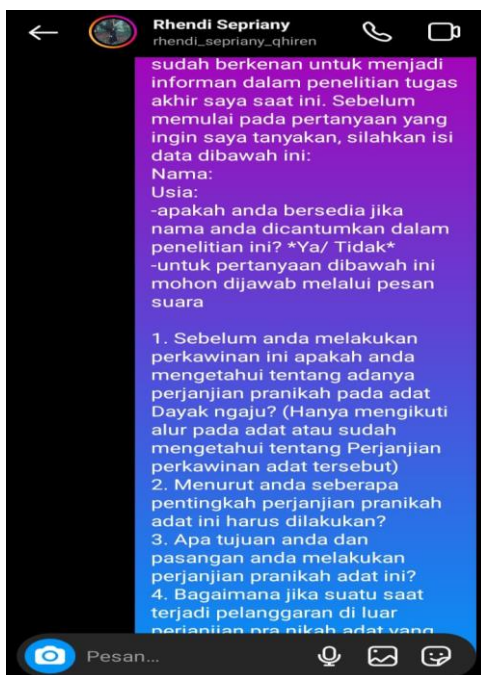 Rhendi Sepriany
rhendi_sepriany_qhiren
sudah berkenan untuk menjadi
informan dalam penelitian tugas
akhir saya saat ini. Sebelum
memulai pada pertanyaan yang
ingin saya tanyakan, silahkan isi
data dibawah ini:
Nama:
Usia:
-apakah anda bersedia jika
nama anda dicantumkan dalam
penelitian ini? *Ya/ Tidak*
-untuk pertanyaan dibawah ini
mohon dijawab melalui pesan
suara
1. Sebelum anda melakukan
perkawinan ini apakah anda
mengetahui tentang adanya
perjanjian pranikah pada adat
Dayak ngaju? (Hanya mengikuti
alur pada adat atau sudah
mengetahui tentang Perjanjian
perkawinan adat tersebut)
2. Menurut anda seberapa
pentingkah perjanjian pranikah
adat ini harus dilakukan?
3. Apa tujuan anda dan
pasangan anda melakukan
perjanjian pranikah adat ini?
4. Bagaimana jika suatu saat
terjadi pelanggaran di luar
perjanjian pra nikah adat yang
Pesan...